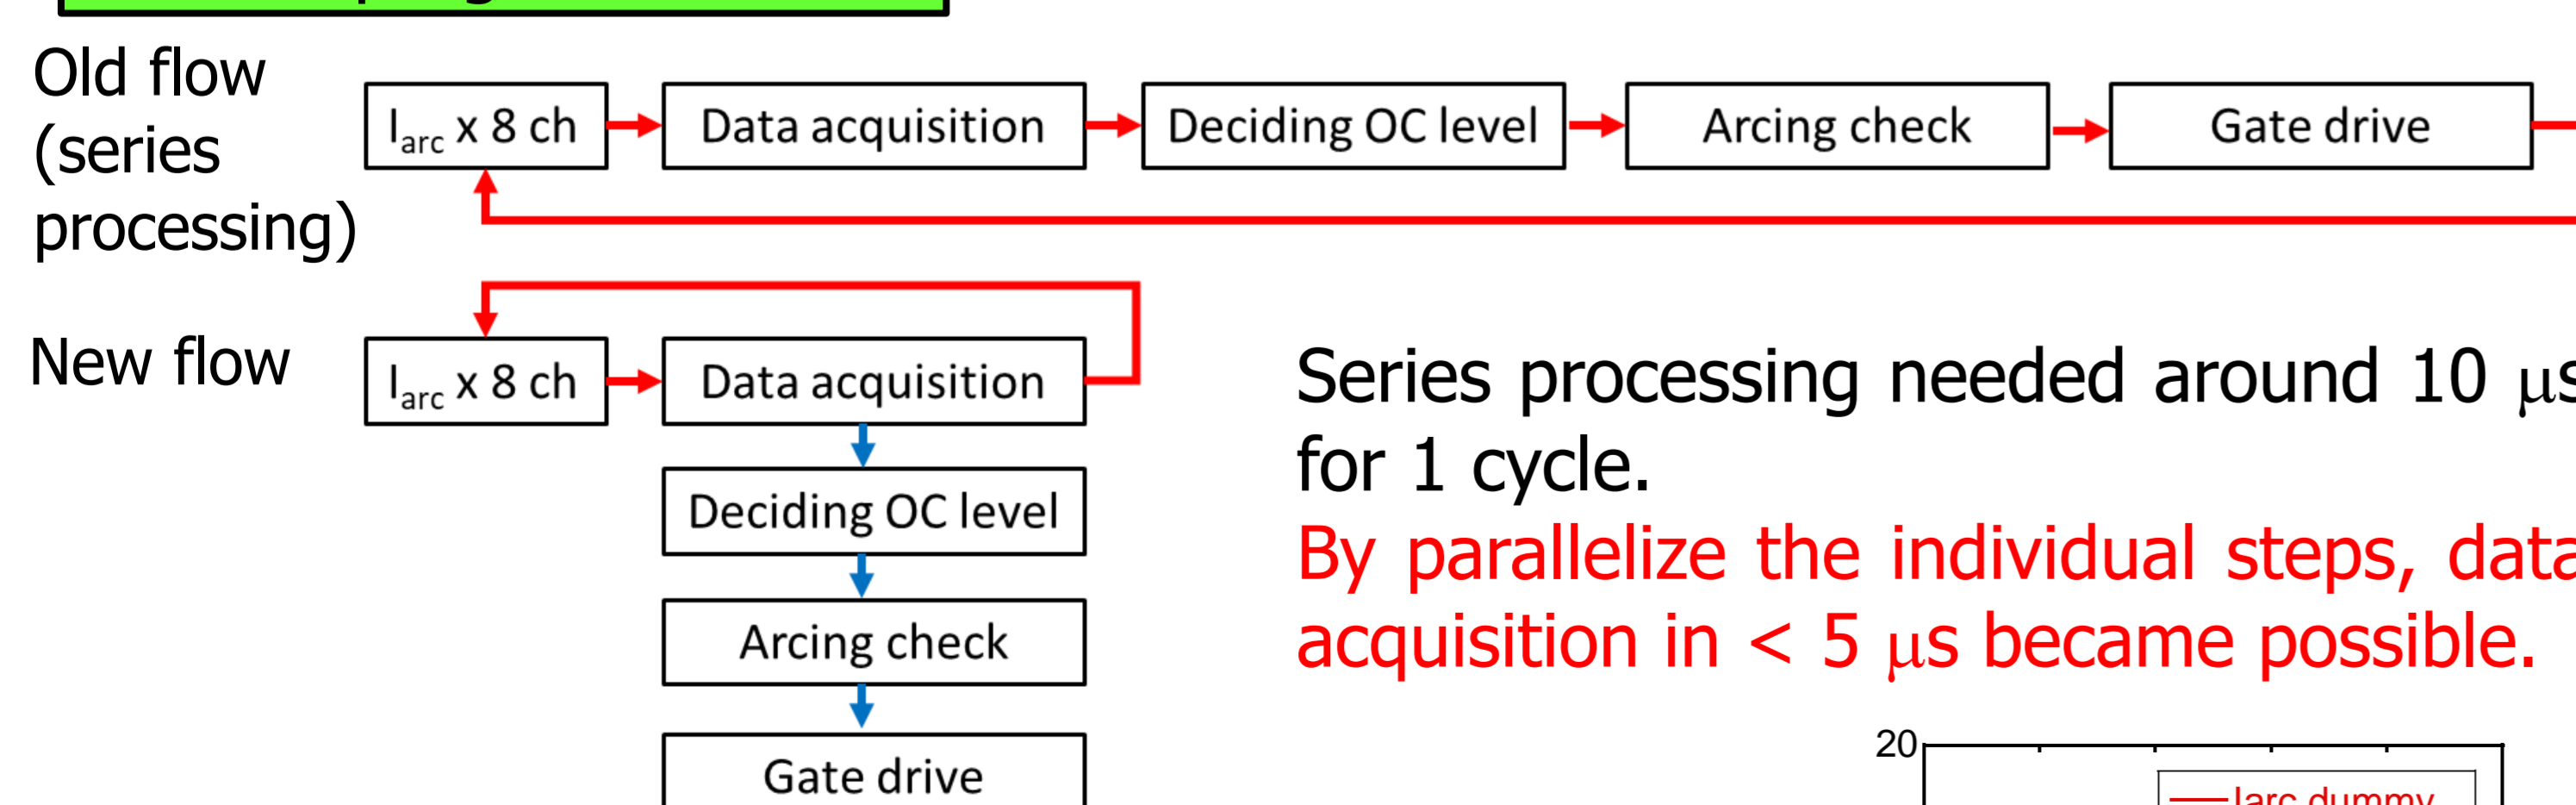 Old flow
(series
processing)
Iarc x 8 ch
Data acquisition
Deciding OC level
Arcing check
Gate drive
New flow
Iarc x 8 ch
Data acquisition
Deciding OC level
Arcing check
Gate drive
Series processing needed around 10 μs
for 1 cycle.
By parallelize the individual steps, data
acquisition in < 5 μs became possible.
20
Iarc dummy